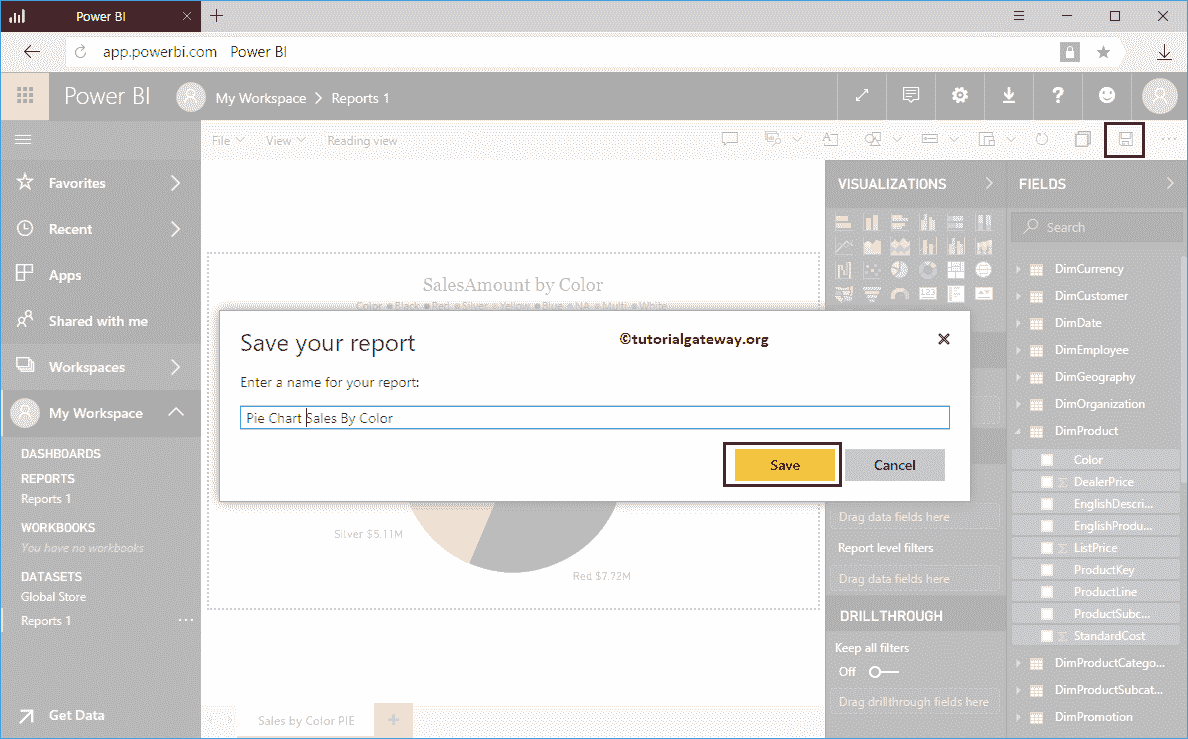 Power BI
app.powerbi.com Power BI
Power BI My Workspace > Reports 1
File View Reading view
Favorites
Recent
Apps
Shared with me
Workspaces
My Workspace
DASHBOARDS
REPORTS
Reports 1
WORKBOOKS
You have no workbooks
DATASETS
Global Store
Reports 1
Get Data
SalesAmount by Color
Color Black Red Silver Yellow Blue NA Multi White
Save your report
©tutorialgateway.org
Enter a name for your report:
Pie Chart Sales By Color
Save
Cancel
Silver $5.11M
Red $7.72M
Sales by Color PIE
VISUALIZATIONS
Drag data fields here
Report level filters
Drag data fields here
DRILLTHROUGH
Keep all filters
Off
Drag drillthrough fields here
FIELDS
Search
DimCurrency
DimCustomer
DimDate
DimEmployee
DimGeography
DimOrganization
DimProduct
Color
DealerPrice
EnglishDescri...
EnglishProdu...
ListPrice
ProductKey
ProductLine
ProductSubc...
StandardCost
DimProductCatego...
DimProductSubcat...
DimPromotion